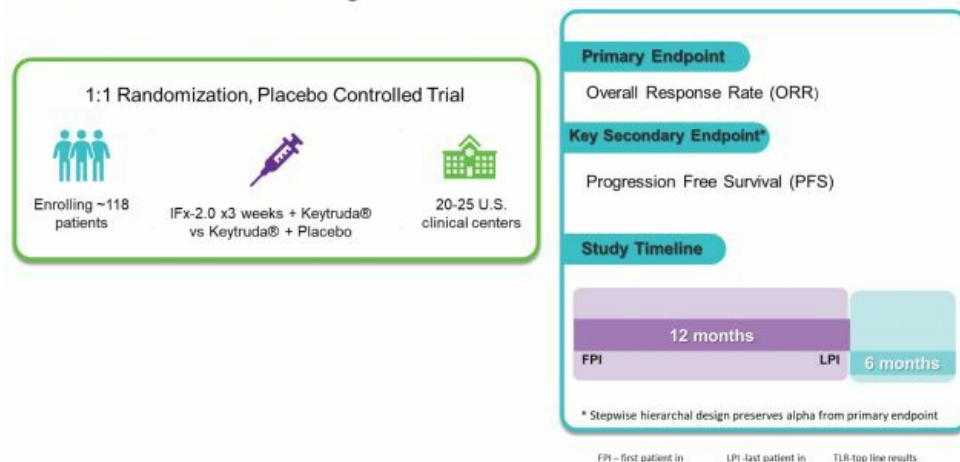 1:1 Randomization, Placebo Controlled Trial
Enrolling ~118
patients
IFx-2.0 x3 weeks + Keytruda®
vs Keytruda® + Placebo
20-25 U.S.
clinical centers
Primary Endpoint
Overall Response Rate (ORR)
Key Secondary Endpoint*
Progression Free Survival (PFS)
Study Timeline
12 months
FPI
LPI
6 months
* Stepwise hierarchal design preserves alpha from primary endpoint
FPI – first patient in LPI -last patient in TLR-top line results